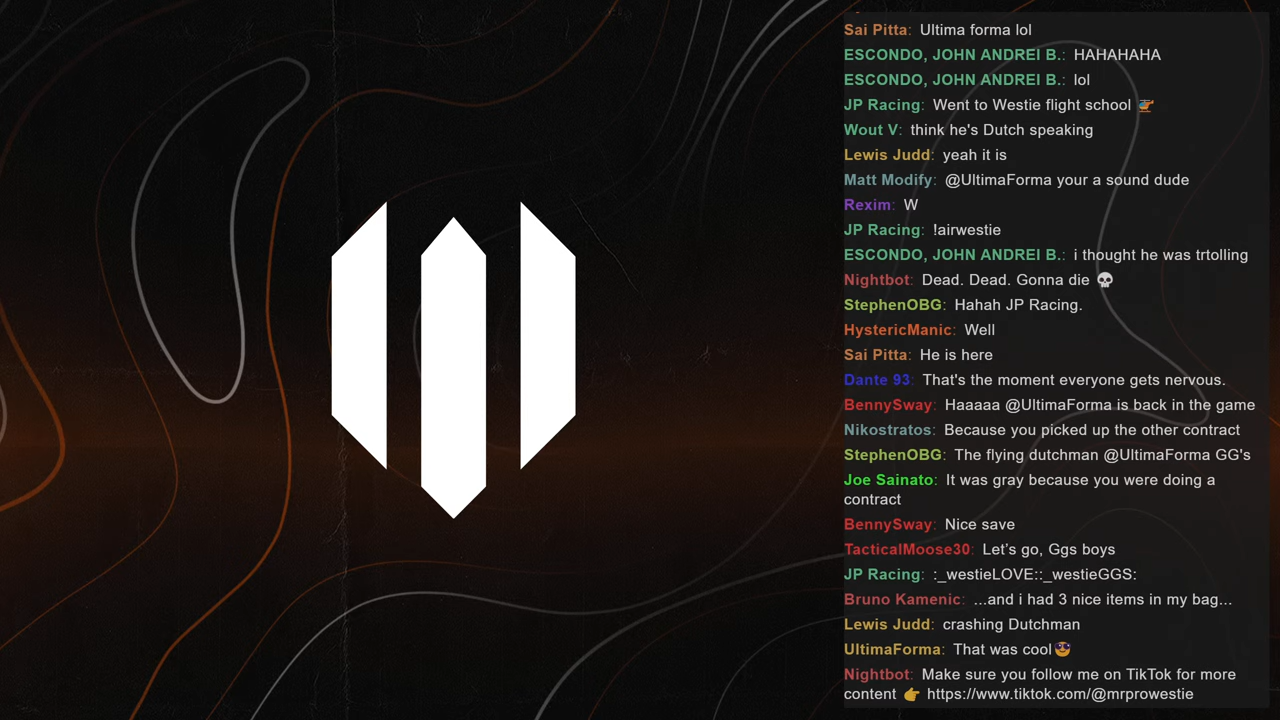 Sai Pitta: Ultima forma lol
ESCONDO, JOHN ANDREI B.: HAHAHAHA
ESCONDO, JOHN ANDREI B.: lol
JP Racing: Went to Westie flight school 🚁
Wout V: think he's Dutch speaking
Lewis Judd: yeah it is
Matt Modify: @UltimaForma your a sound dude
Rexim: W
JP Racing: !airwestie
ESCONDO, JOHN ANDREI B.: i thought he was trtolling
Nightbot: Dead. Dead. Gonna die 💀
StephenOBG: Hahah JP Racing.
HystericManic: Well
Sai Pitta: He is here
Dante 93: That's the moment everyone gets nervous.
BennySway: Haaaaa @UltimaForma is back in the game
Nikostratos: Because you picked up the other contract
StephenOBG: The flying dutchman @UltimaForma GG's
Joe Sainato: It was gray because you were doing a
contract
BennySway: Nice save
TacticalMoose30: Let's go, Ggs boys
JP Racing: :_westieLOVE::_westieGGS:
Bruno Kamenic: ...and i had 3 nice items in my bag...
Lewis Judd: crashing Dutchman
UltimaForma: That was cool😎
Nightbot: Make sure you follow me on TikTok for more
content 👉 https://www.tiktok.com/@mrprowestie